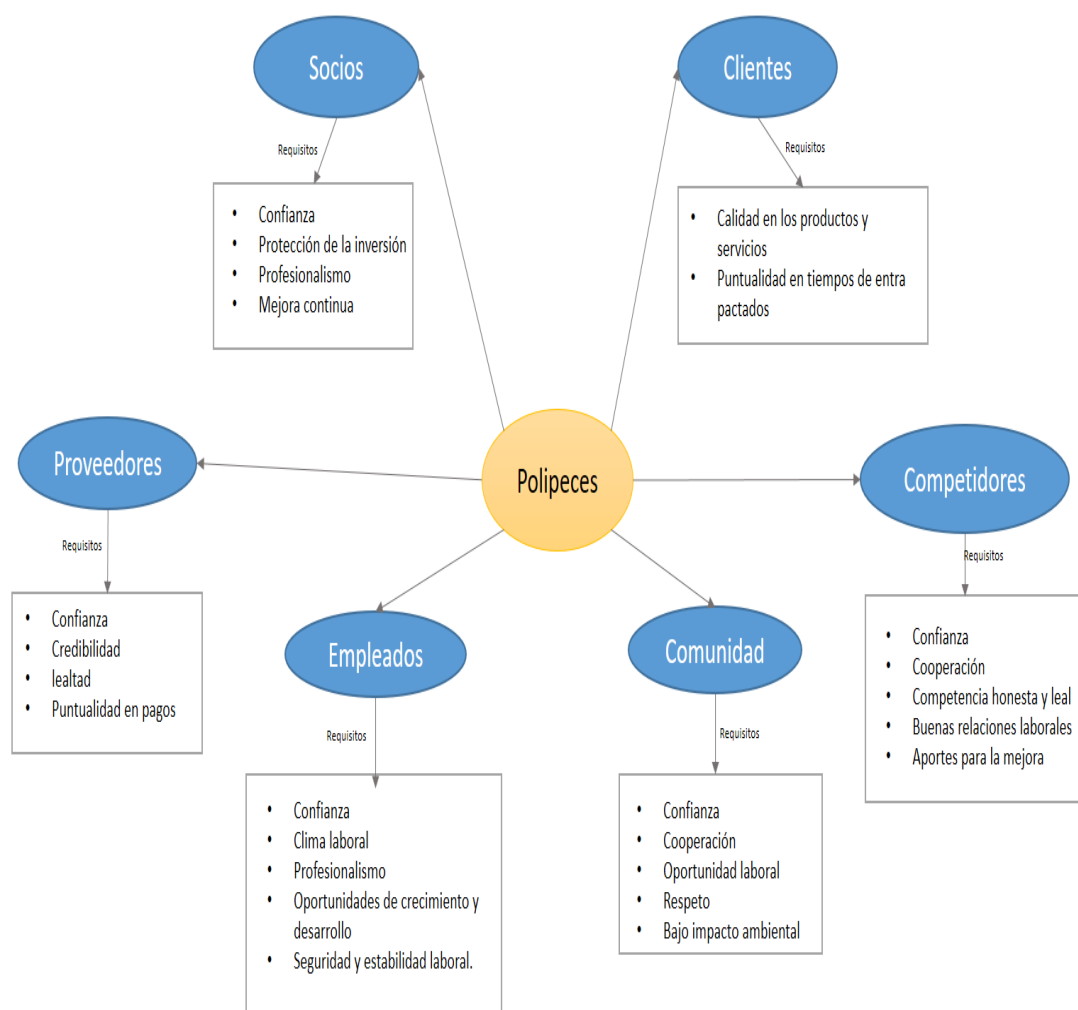 Socios
Requisitos
• Confianza
• Protección de la inversión
• Profesionalismo
• Mejora continua
Clientes
Requisitos
• Calidad en los productos y
servicios
• Puntualidad en tiempos de entra
pactados
Proveedores
Requisitos
• Confianza
• Credibilidad
• lealtad
• Puntualidad en pagos
Polipeces
Competidores
Requisitos
• Confianza
• Cooperación
• Competencia honesta y leal
• Buenas relaciones laborales
• Aportes para la mejora
Empleados
Requisitos
• Confianza
• Clima laboral
• Profesionalismo
• Oportunidades de crecimiento y
desarrollo
• Seguridad y estabilidad laboral.
Comunidad
Requisitos
• Confianza
• Cooperación
• Oportunidad laboral
• Respeto
• Bajo impacto ambiental